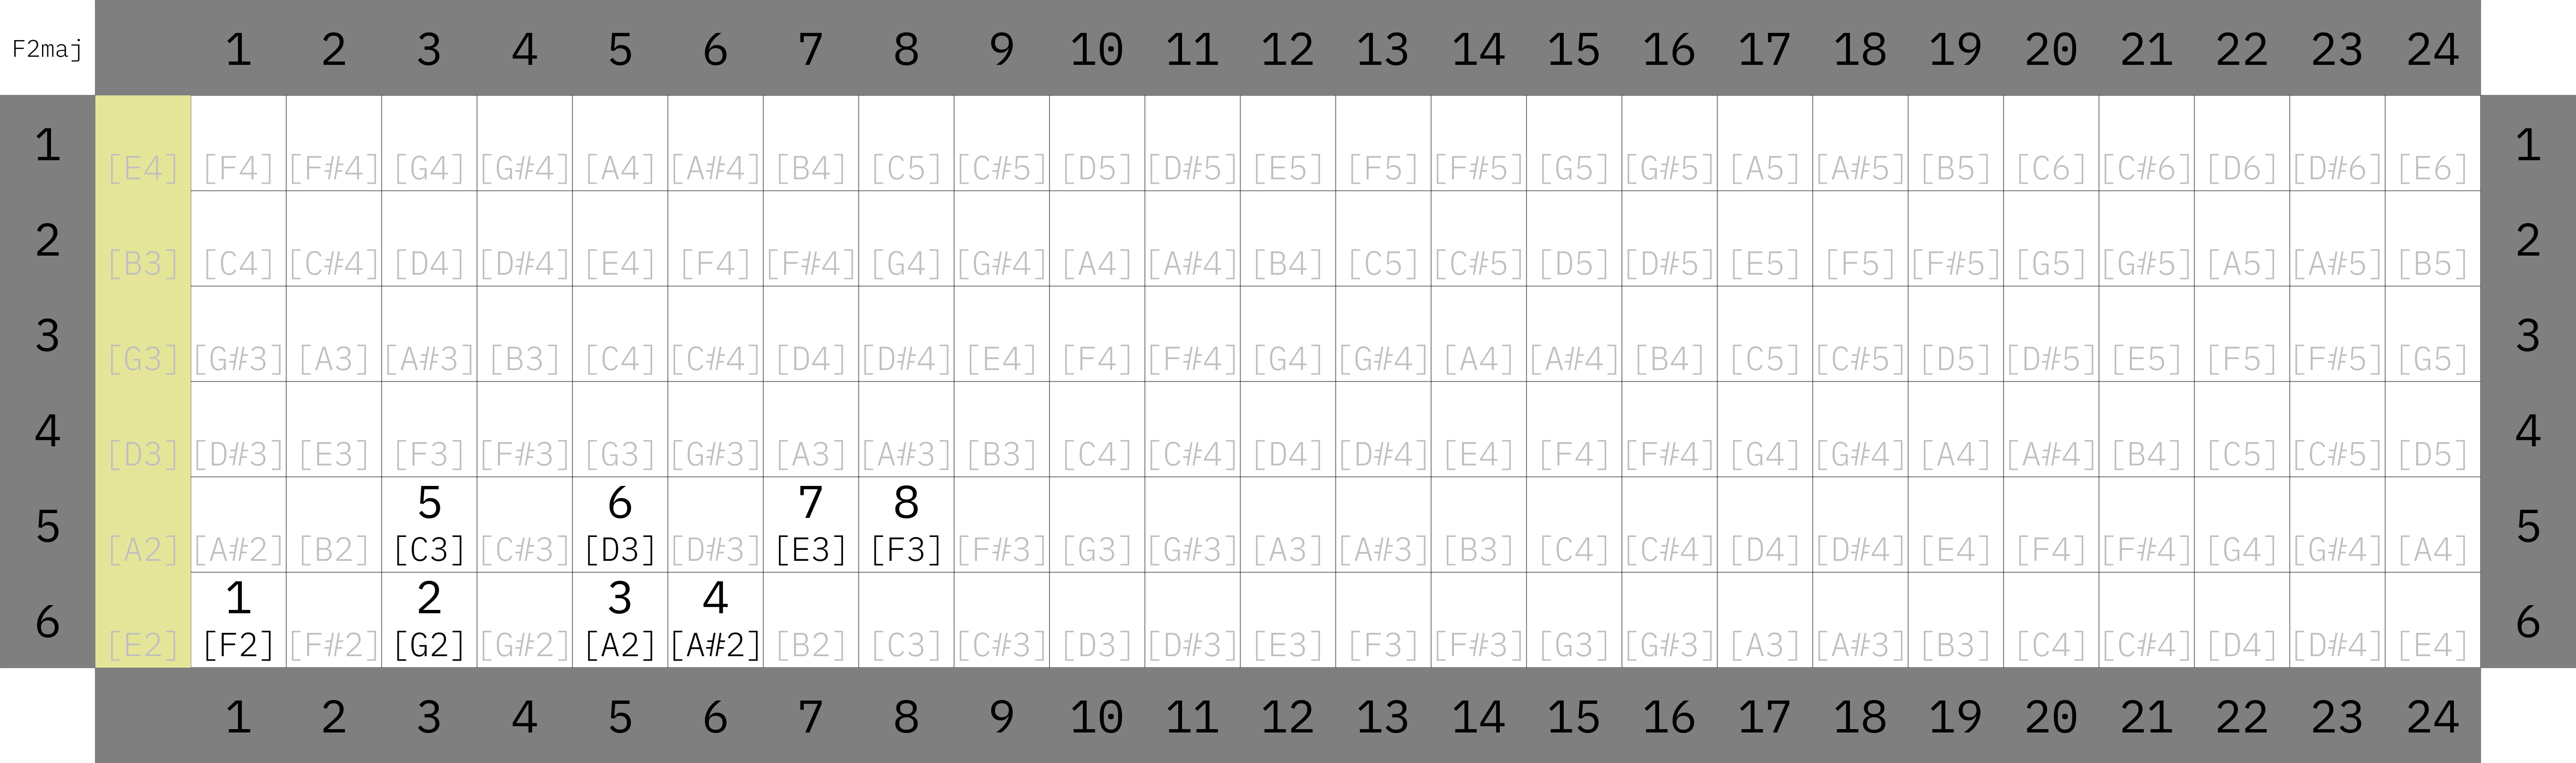 F2maj 1 2 3 4 5 6 7 8 9 10 11 12 13 14 15 16 17 18 19 20 21 22 23 24
1 [E4] [F4] [F#4] [G4] [G#4] [A4] [A#4] [B4] [C5] [C#5] [D5] [D#5] [E5] [F5] [F#5] [G5] [G#5] [A5] [A#5] [B5] [C6] [C#6] [D6] [D#6] [E6] 1
2 [B3] [C4] [C#4] [D4] [D#4] [E4] [F4] [F#4] [G4] [G#4] [A4] [A#4] [B4] [C5] [C#5] [D5] [D#5] [E5] [F5] [F#5] [G5] [G#5] [A5] [A#5] [B5] 2
3 [G3] [G#3] [A3] [A#3] [B3] [C4] [C#4] [D4] [D#4] [E4] [F4] [F#4] [G4] [G#4] [A4] [A#4] [B4] [C5] [C#5] [D5] [D#5] [E5] [F5] [F#5] [G5] 3
4 [D3] [D#3] [E3] [F3] [F#3] [G3] [G#3] [A3] [A#3] [B3] [C4] [C#4] [D4] [D#4] [E4] [F4] [F#4] [G4] [G#4] [A4] [A#4] [B4] [C5] [C#5] [D5] 4
5 6 7 8
5 [A2] [A#2] [B2] [C3] [C#3] [D3] [D#3] [E3] [F3] [F#3] [G3] [G#3] [A3] [A#3] [B3] [C4] [C#4] [D4] [D#4] [E4] [F4] [F#4] [G4] [G#4] [A4] 5
1 2 3 4
6 [E2] [F2] [F#2] [G2] [G#2] [A2] [A#2] [B2] [C3] [C#3] [D3] [D#3] [E3] [F3] [F#3] [G3] [G#3] [A3] [A#3] [B3] [C4] [C#4] [D4] [D#4] [E4] 6
1 2 3 4 5 6 7 8 9 10 11 12 13 14 15 16 17 18 19 20 21 22 23 24